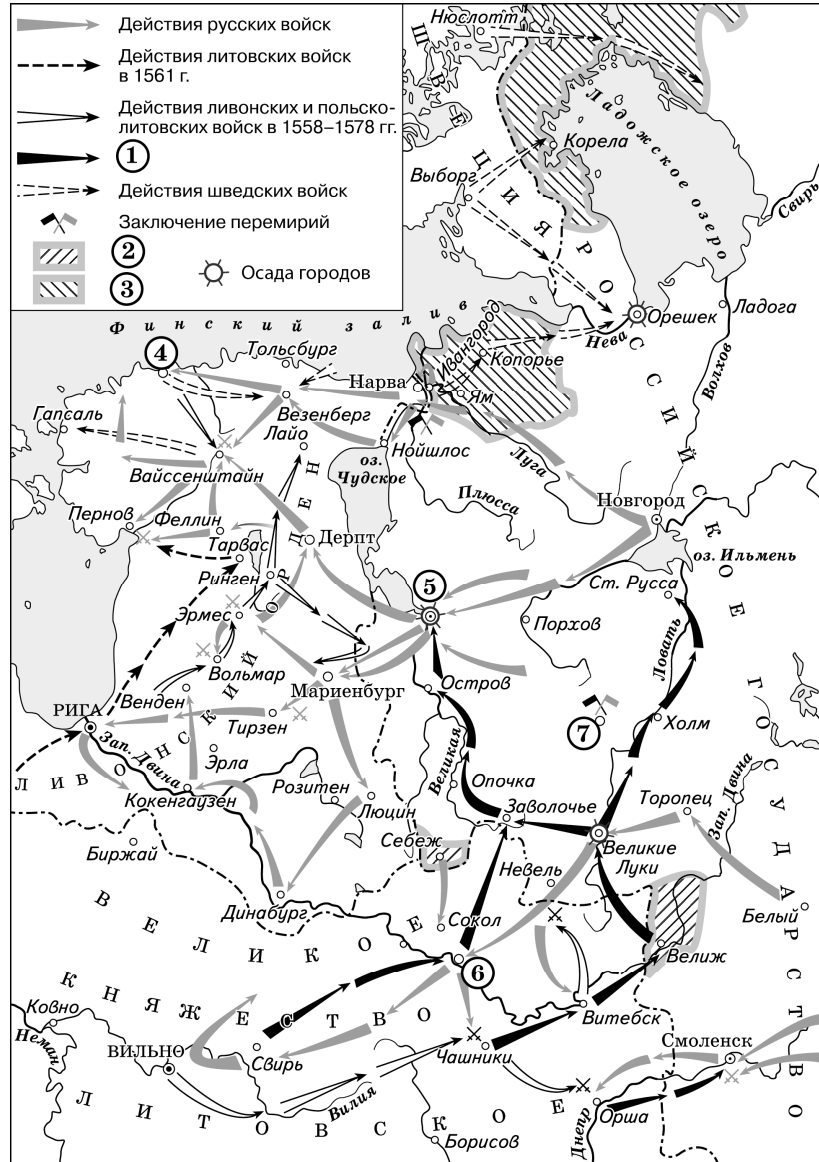 Действия русских войск
Действия литовских войск
в 1561 г.
Действия ливонских и польско-
литовских войск в 1558–1578 гг.
1
Действия шведских войск
Заключение перемирий
2
3
Осада городов
Нюслотт
ШВЕЦИЯ
Ладожское озеро
Корела
Выборг
Свирь
Финский залив
Орешек
Ладога
Нева
Волхов
4
Тольсбург
Нарва
Ивангород
Копорье
Ям
Гапсаль
Везенберг
Лайо
Нойшлос
оз.
Чудское
Луга
Вайссенштайн
Плюсса
Новгород
оз. Ильмень
Пернов
Феллин
Тарвас
Дерпт
Ринген
5
Ст. Русса
Эрмес
Порхов
Ловать
Вольмар
Мариенбург
Остров
Венден
РИГА
Тирзен
7
Холм
Зап. Двина
Эрла
Великая
ЛИВОНСКИЙ ОРДЕН
Кокенгаузен
Розитен
Люцин
Опочка
Заволочье
Торопец
Зап. Двина
Биржай
Себеж
Невель
Великие
Луки
Динабург
Сокол
Белый
Велиж
6
РОССИЙСКОЕ ГОСУДАРСТВО
ВЕЛИКОЕ
КНЯЖЕСТВО
Ковно
Неман
Витебск
ВИЛЬНО
Свирь
Чашники
Смоленск
Вилия
ЛИТОВСКОЕ
Орша
Днепр
Борисов